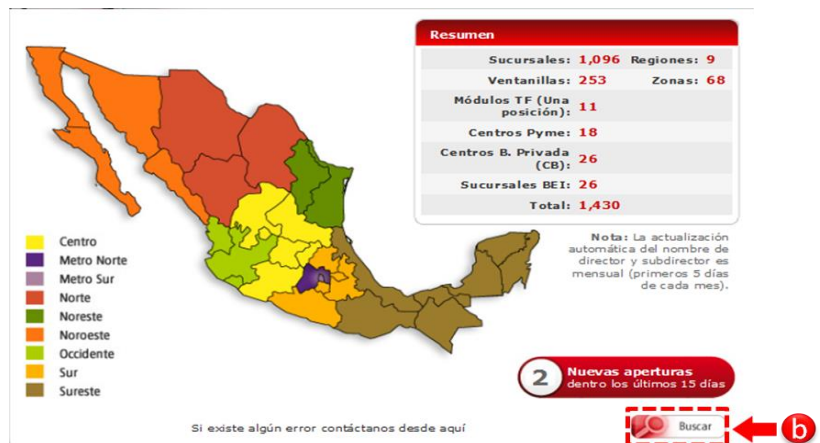 Resumen
Sucursales: 1,096 Regiones: 9
Ventanillas: 253 Zonas: 68
Módulos TF (Una
posición): 11
Centros Pyme: 18
Centros B. Privada
(CB): 26
Sucursales BEI: 26
Total: 1,430
Nota: La actualización
automática del nombre de
director y subdirector es
mensual (primeros 5 días
de cada mes).
Centro
Metro Norte
Metro Sur
Norte
Noreste
Noroeste
Occidente
Sur
Sureste
2 Nuevas aperturas
dentro los últimos 15 días
Si existe algún error contáctanos desde aquí
Buscar
b